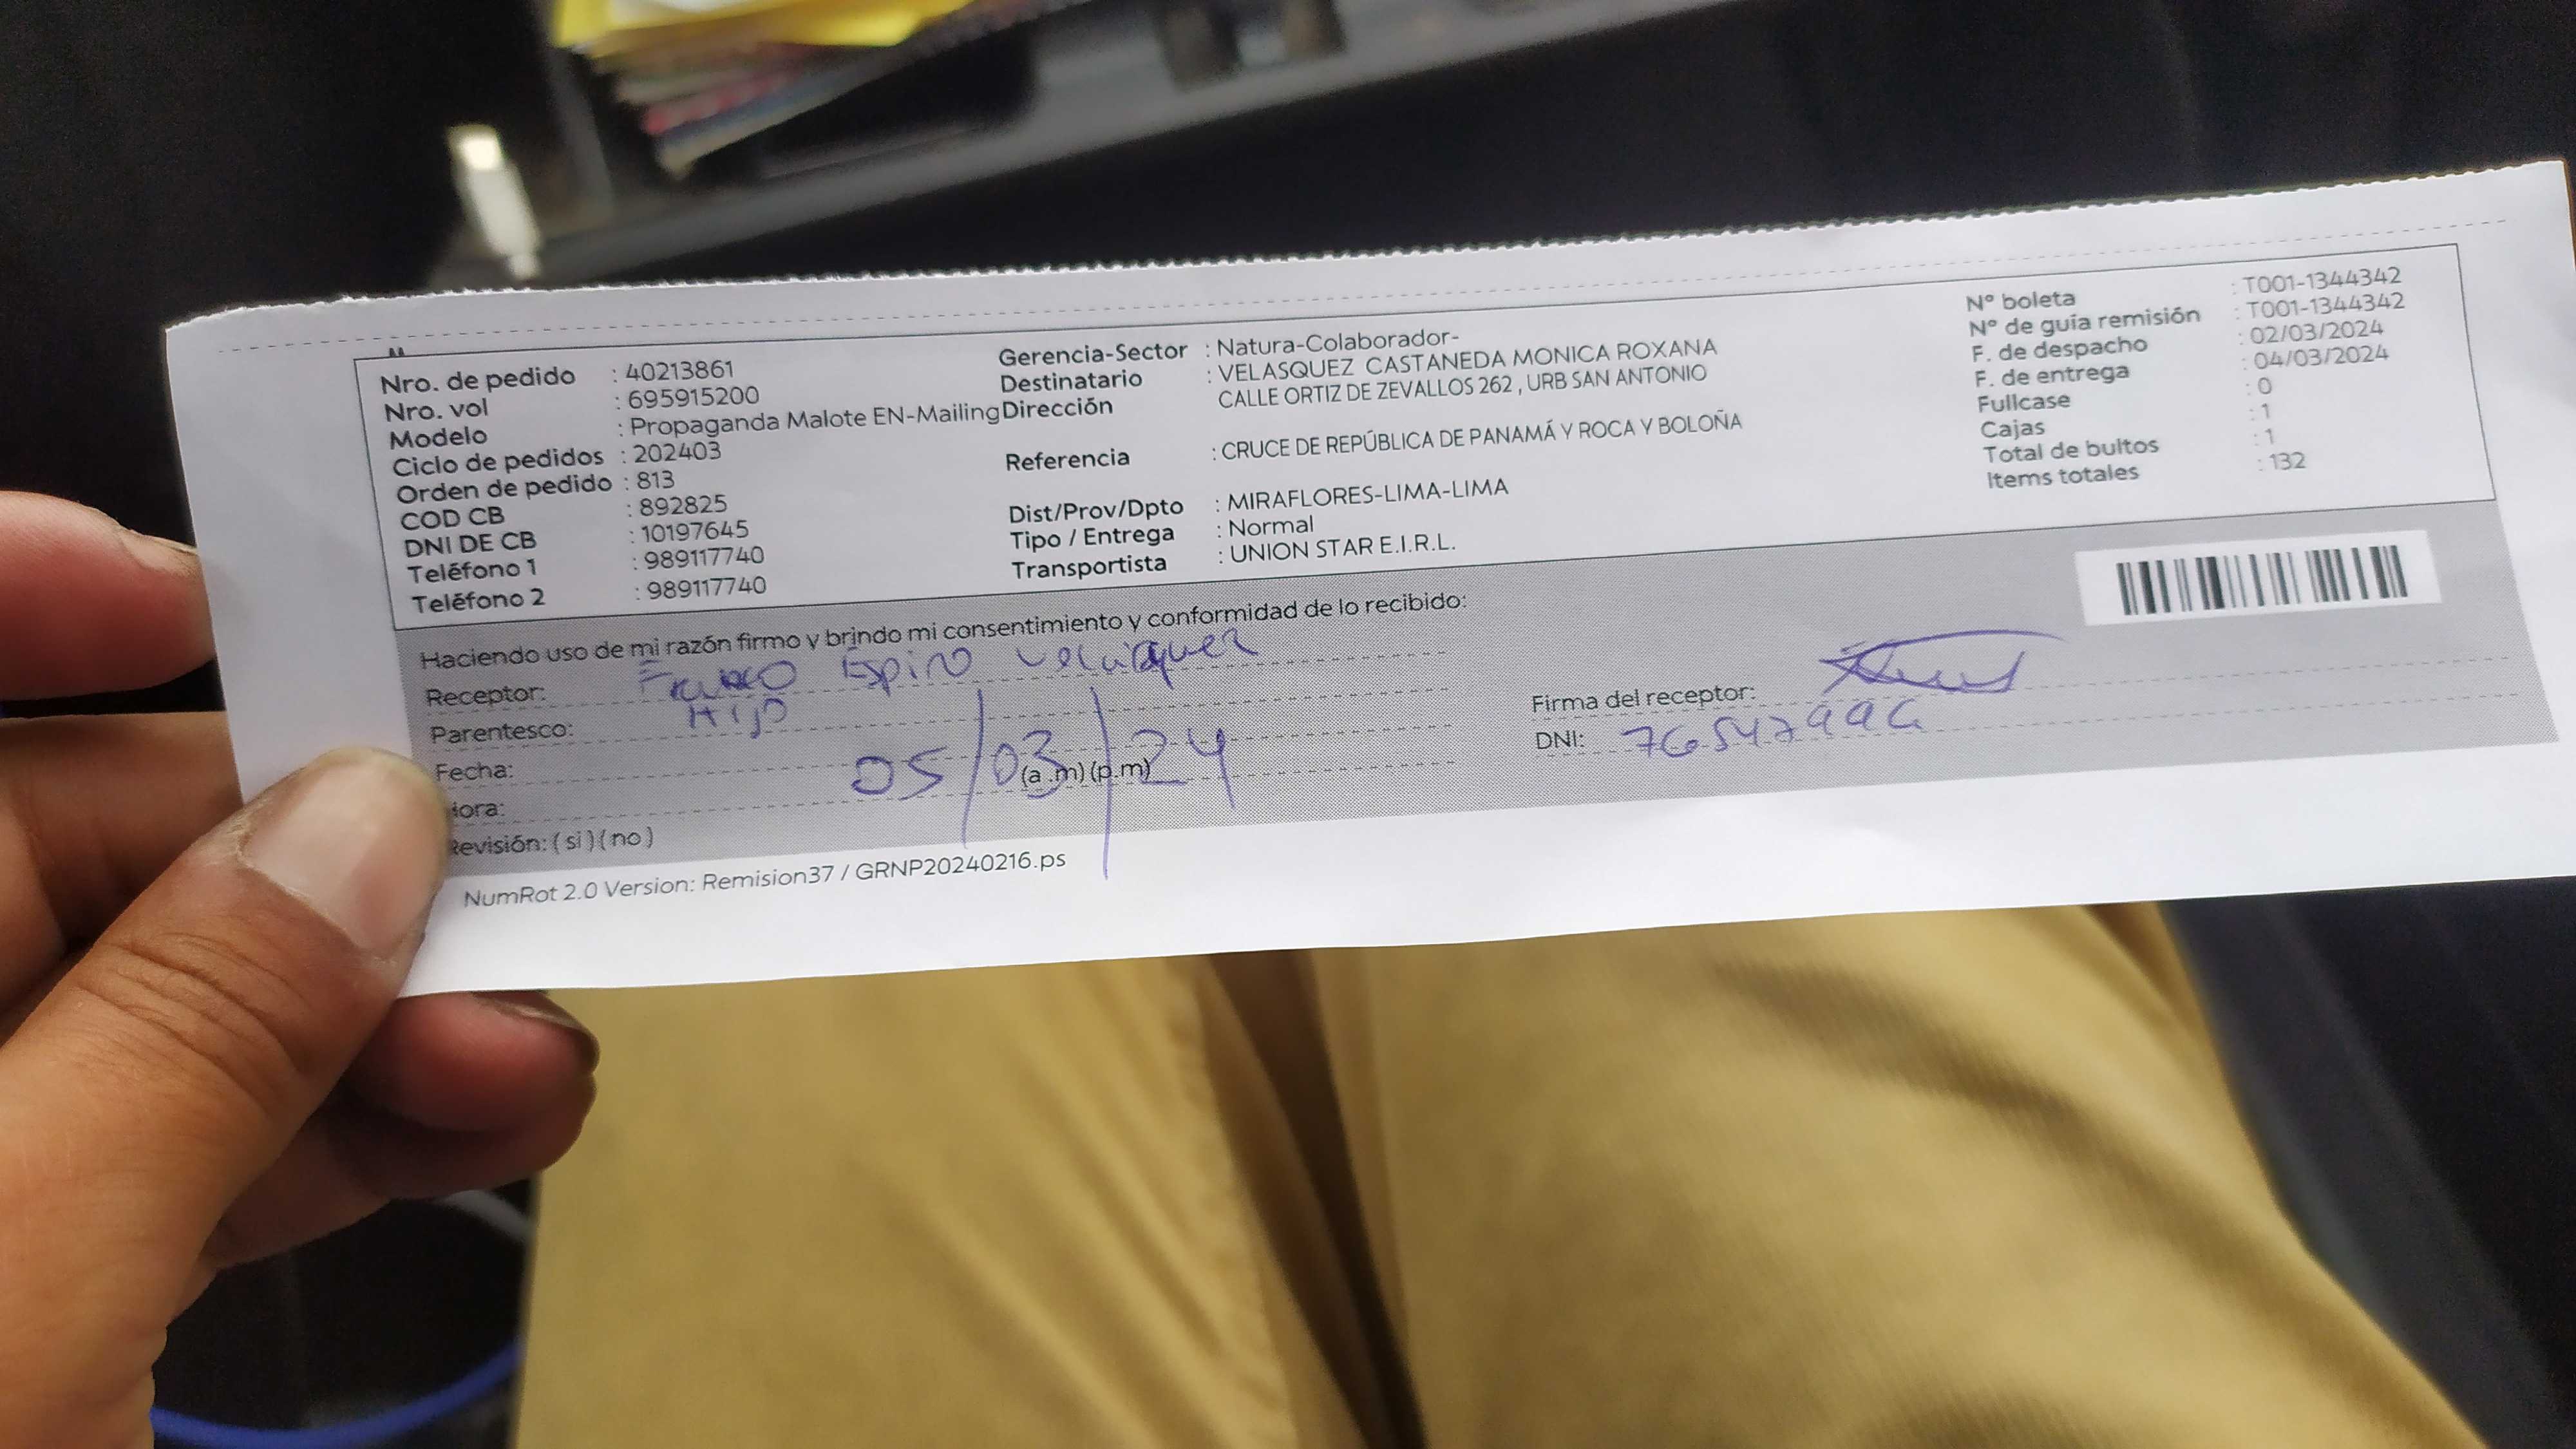 Nro. de pedido : 40213861
Nro. vol : 695915200
Modelo : Propaganda Malote EN-Mailing
Ciclo de pedidos : 202403
Orden de pedido : 813
COD CB : 892825
DNI DE CB : 10197645
Teléfono 1 : 989117740
Teléfono 2 : 989117740
Gerencia-Sector : Natura-Colaborador-
Destinatario : VELASQUEZ CASTANEDA MONICA ROXANA
Dirección CALLE ORTIZ DE ZEVALLOS 262 , URB SAN ANTONIO
Referencia : CRUCE DE REPÚBLICA DE PANAMÁ Y ROCA Y BOLOÑA
Dist/Prov/Dpto : MIRAFLORES-LIMA-LIMA
Tipo / Entrega : Normal
Transportista : UNION STAR E.I.R.L.
N° boleta : T001-1344342
N° de guía remisión : T001-1344342
F. de despacho : 02/03/2024
F. de entrega : 04/03/2024
Fullcase : 0
Cajas : 1
Total de bultos : 1
Items totales : 132
Haciendo uso de mi razón firmo y brindo mi consentimiento y conformidad de lo recibido:
Receptor: Espino Velasquez
Parentesco: Hijo
Fecha: 05/03/24
Hora: (a.m) (p.m)
Revisión: ( si ) ( no )
Firma del receptor:
DNI:
NumRot 2.0 Version: Remision37 / GRNP20240216.ps